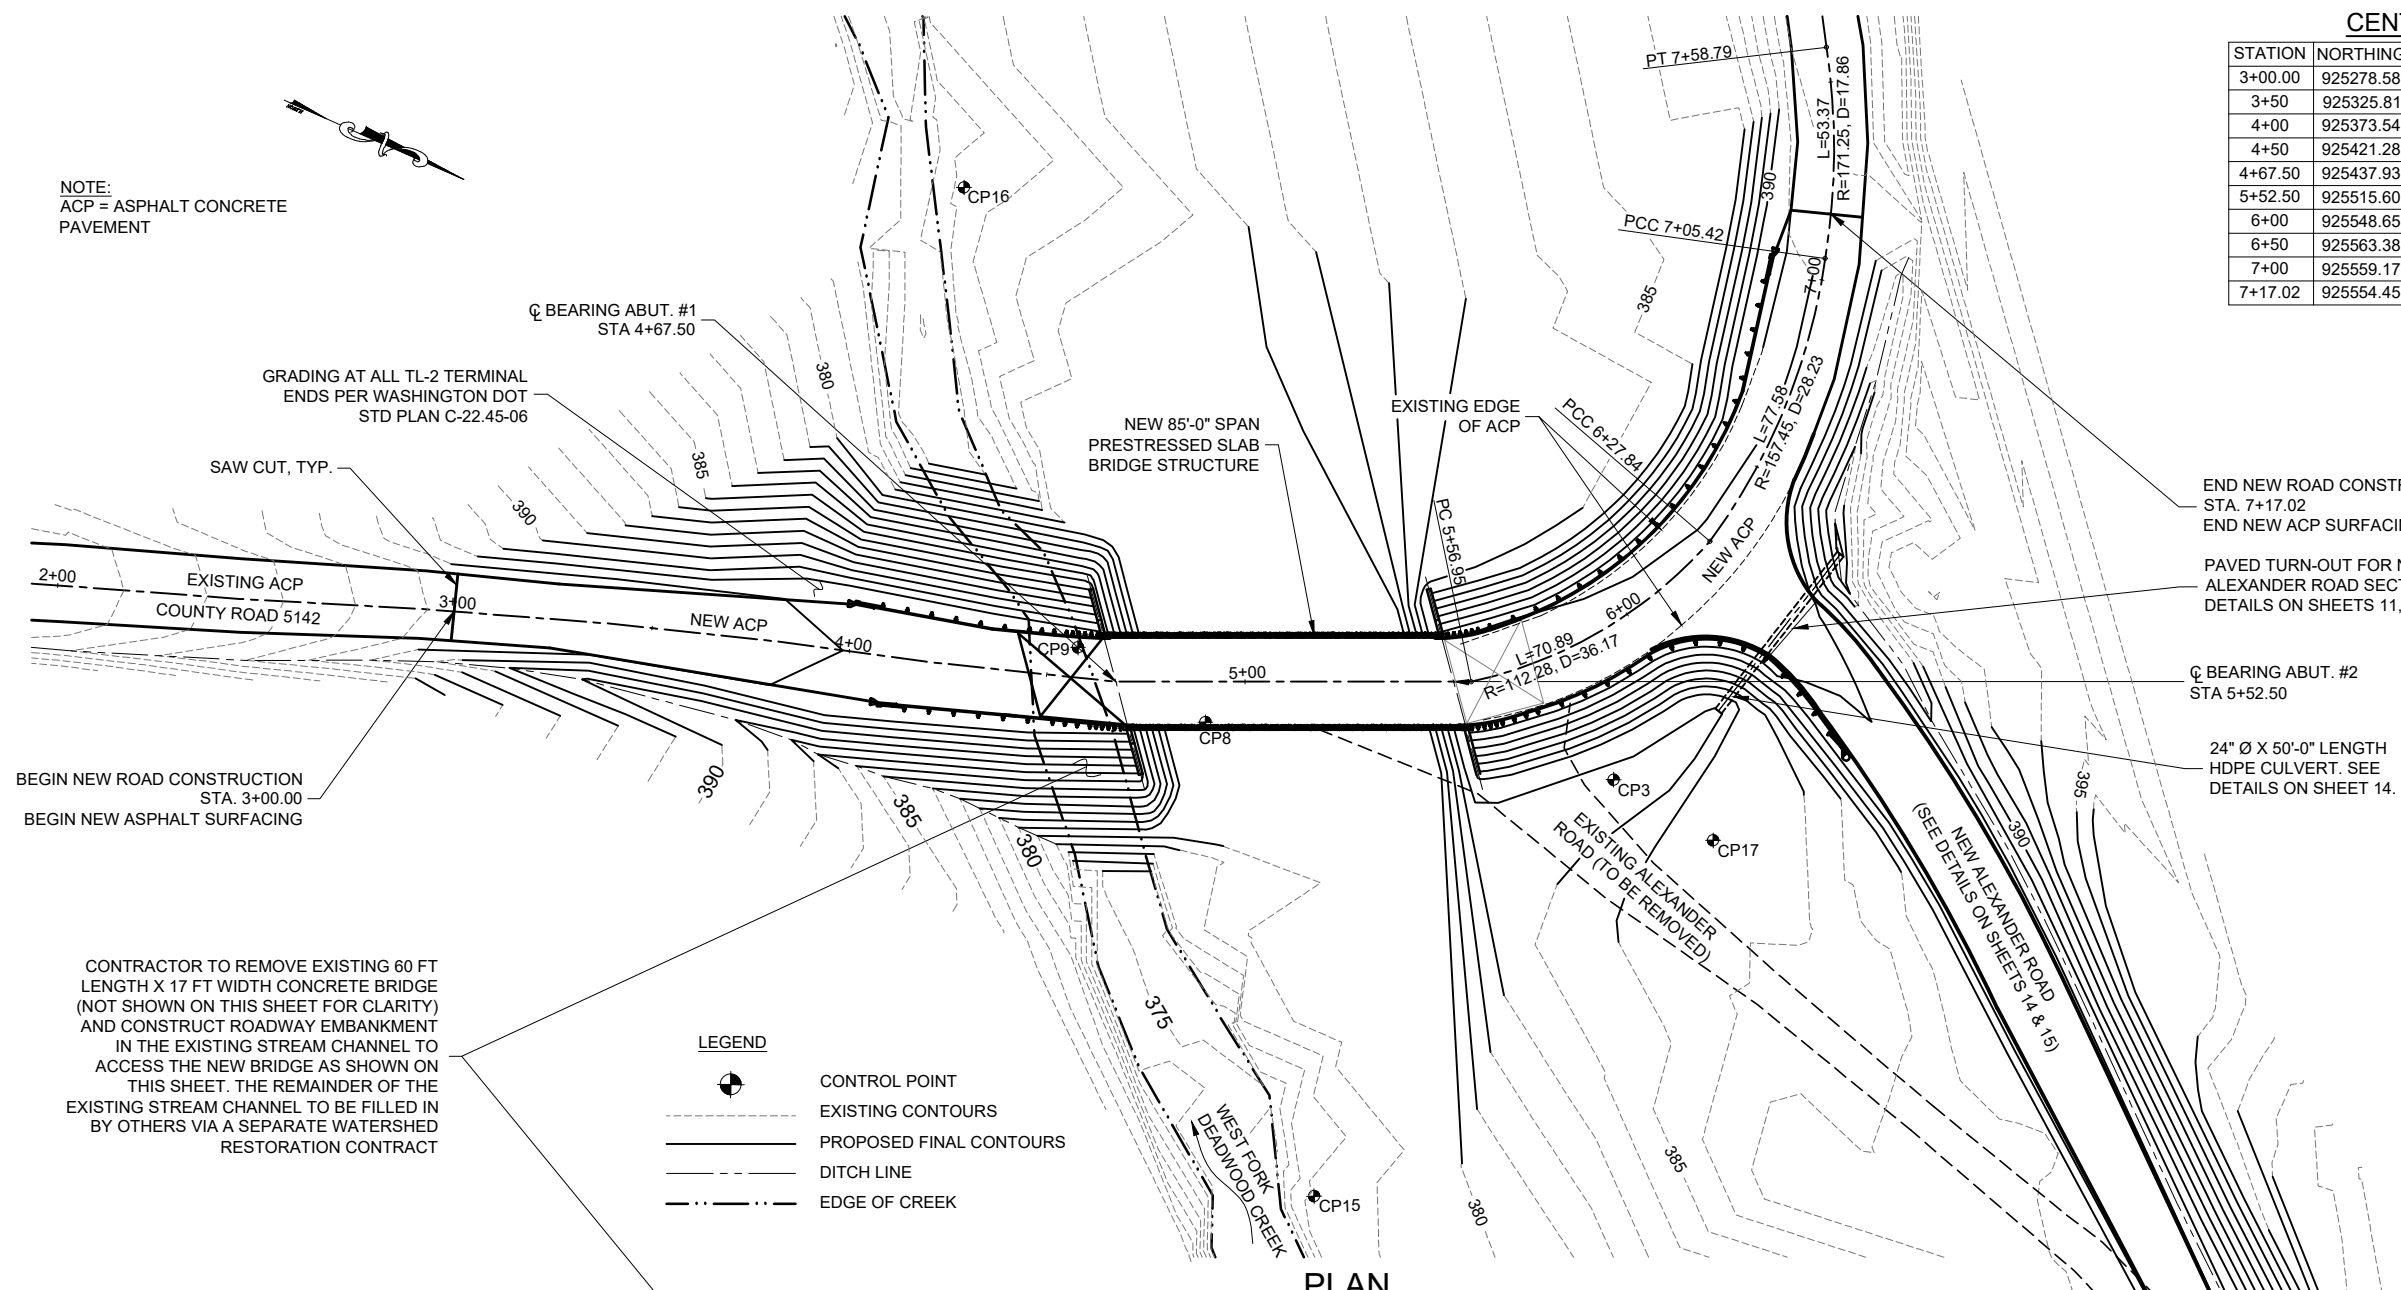 CENT
STATION NORTHING
3+00.00 925278.58
3+50 925325.81
4+00 925373.54
4+50 925421.28
4+67.50 925437.93
5+52.50 925515.60
6+00 925548.65
6+50 925563.38
7+00 925559.17
7+17.02 925554.45
NORTH
NOTE:
ACP = ASPHALT CONCRETE
PAVEMENT
CP16
PT 7+58.79
L=53.37
R=171.25, D=17.86
390
PCC 7+05.42
7+00
385
℄ BEARING ABUT. #1
STA 4+67.50
GRADING AT ALL TL-2 TERMINAL
ENDS PER WASHINGTON DOT
STD PLAN C-22.45-06
380
385
390
SAW CUT, TYP.
NEW 85'-0" SPAN
PRESTRESSED SLAB
BRIDGE STRUCTURE
EXISTING EDGE
OF ACP
PCC 6+27.84
L=77.58
R=157.45, D=28.23
PC 5+56.95
NEW ACP
END NEW ROAD CONSTR
STA. 7+17.02
END NEW ACP SURFACIN
PAVED TURN-OUT FOR N
ALEXANDER ROAD SECT
DETAILS ON SHEETS 11,
2+00
EXISTING ACP
COUNTY ROAD 5142
3+00
NEW ACP
4+00
CP9
5+00
6+00
L=70.89
R=112.28, D=36.17
℄ BEARING ABUT. #2
STA 5+52.50
CP8
CP3
CP17
24" Ø X 50'-0" LENGTH
HDPE CULVERT. SEE
DETAILS ON SHEET 14.
BEGIN NEW ROAD CONSTRUCTION
STA. 3+00.00
BEGIN NEW ASPHALT SURFACING
390
385
380
375
EXISTING ALEXANDER
ROAD (TO BE REMOVED)
NEW ALEXANDER ROAD
(SEE DETAILS ON SHEETS 14 & 15)
395
390
CONTRACTOR TO REMOVE EXISTING 60 FT
LENGTH X 17 FT WIDTH CONCRETE BRIDGE
(NOT SHOWN ON THIS SHEET FOR CLARITY)
AND CONSTRUCT ROADWAY EMBANKMENT
IN THE EXISTING STREAM CHANNEL TO
ACCESS THE NEW BRIDGE AS SHOWN ON
THIS SHEET. THE REMAINDER OF THE
EXISTING STREAM CHANNEL TO BE FILLED IN
BY OTHERS VIA A SEPARATE WATERSHED
RESTORATION CONTRACT
LEGEND
CONTROL POINT
EXISTING CONTOURS
PROPOSED FINAL CONTOURS
DITCH LINE
EDGE OF CREEK
WEST FORK
DEADWOOD CREEK
CP15
380
385
PLAN